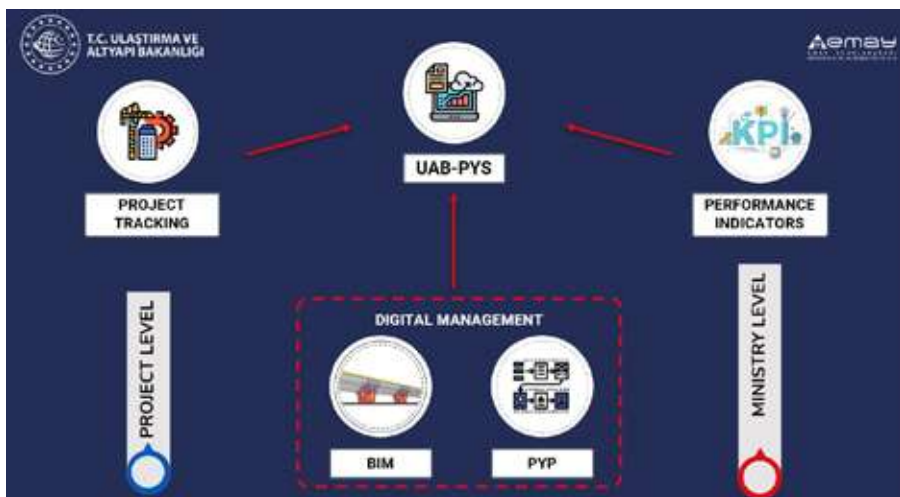 T.C. ULAŞTIRMA VE
ALTYAPI BAKANLIĞI
Aemay
UAB-PYS
KPI
PROJECT
TRACKING
PERFORMANCE
INDICATORS
PROJECT LEVEL
DIGITAL MANAGEMENT
MINISTRY LEVEL
BIM
PYP